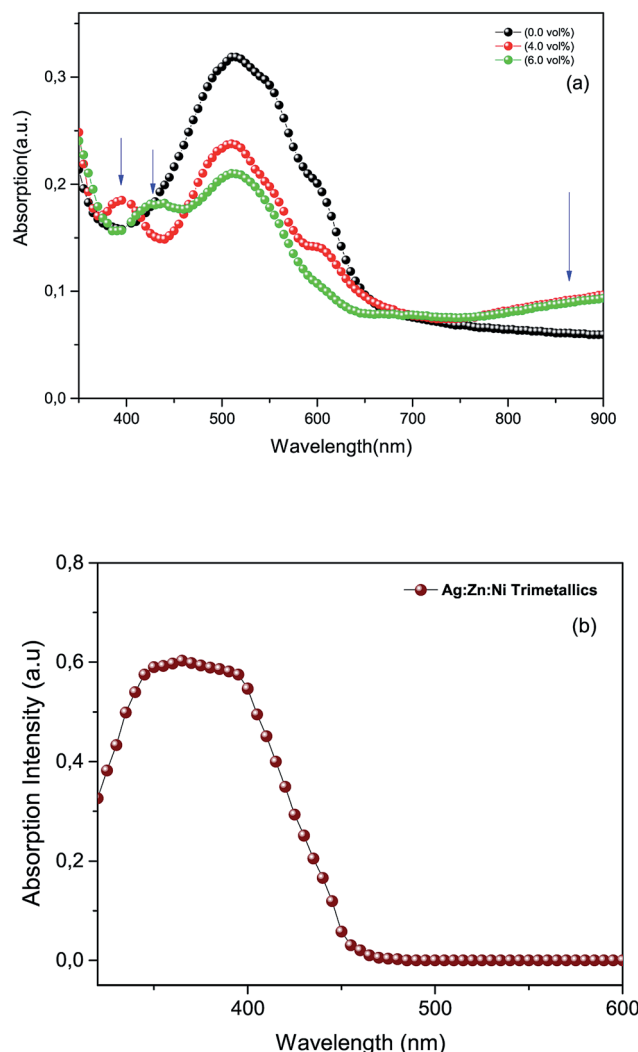 (0.0 vol%)
(4.0 vol%)
(6.0 vol%)
(a)
0,3
0,2
0,1
0,0
Absorption(a.u.)
400 500 600 700 800 900
Wavelength(nm)
0,8
Ag:Zn:Ni Trimetallics
(b)
0,6
0,4
0,2
0,0
Absorption Intensity (a.u)
400 500 600
Wavelength (nm)